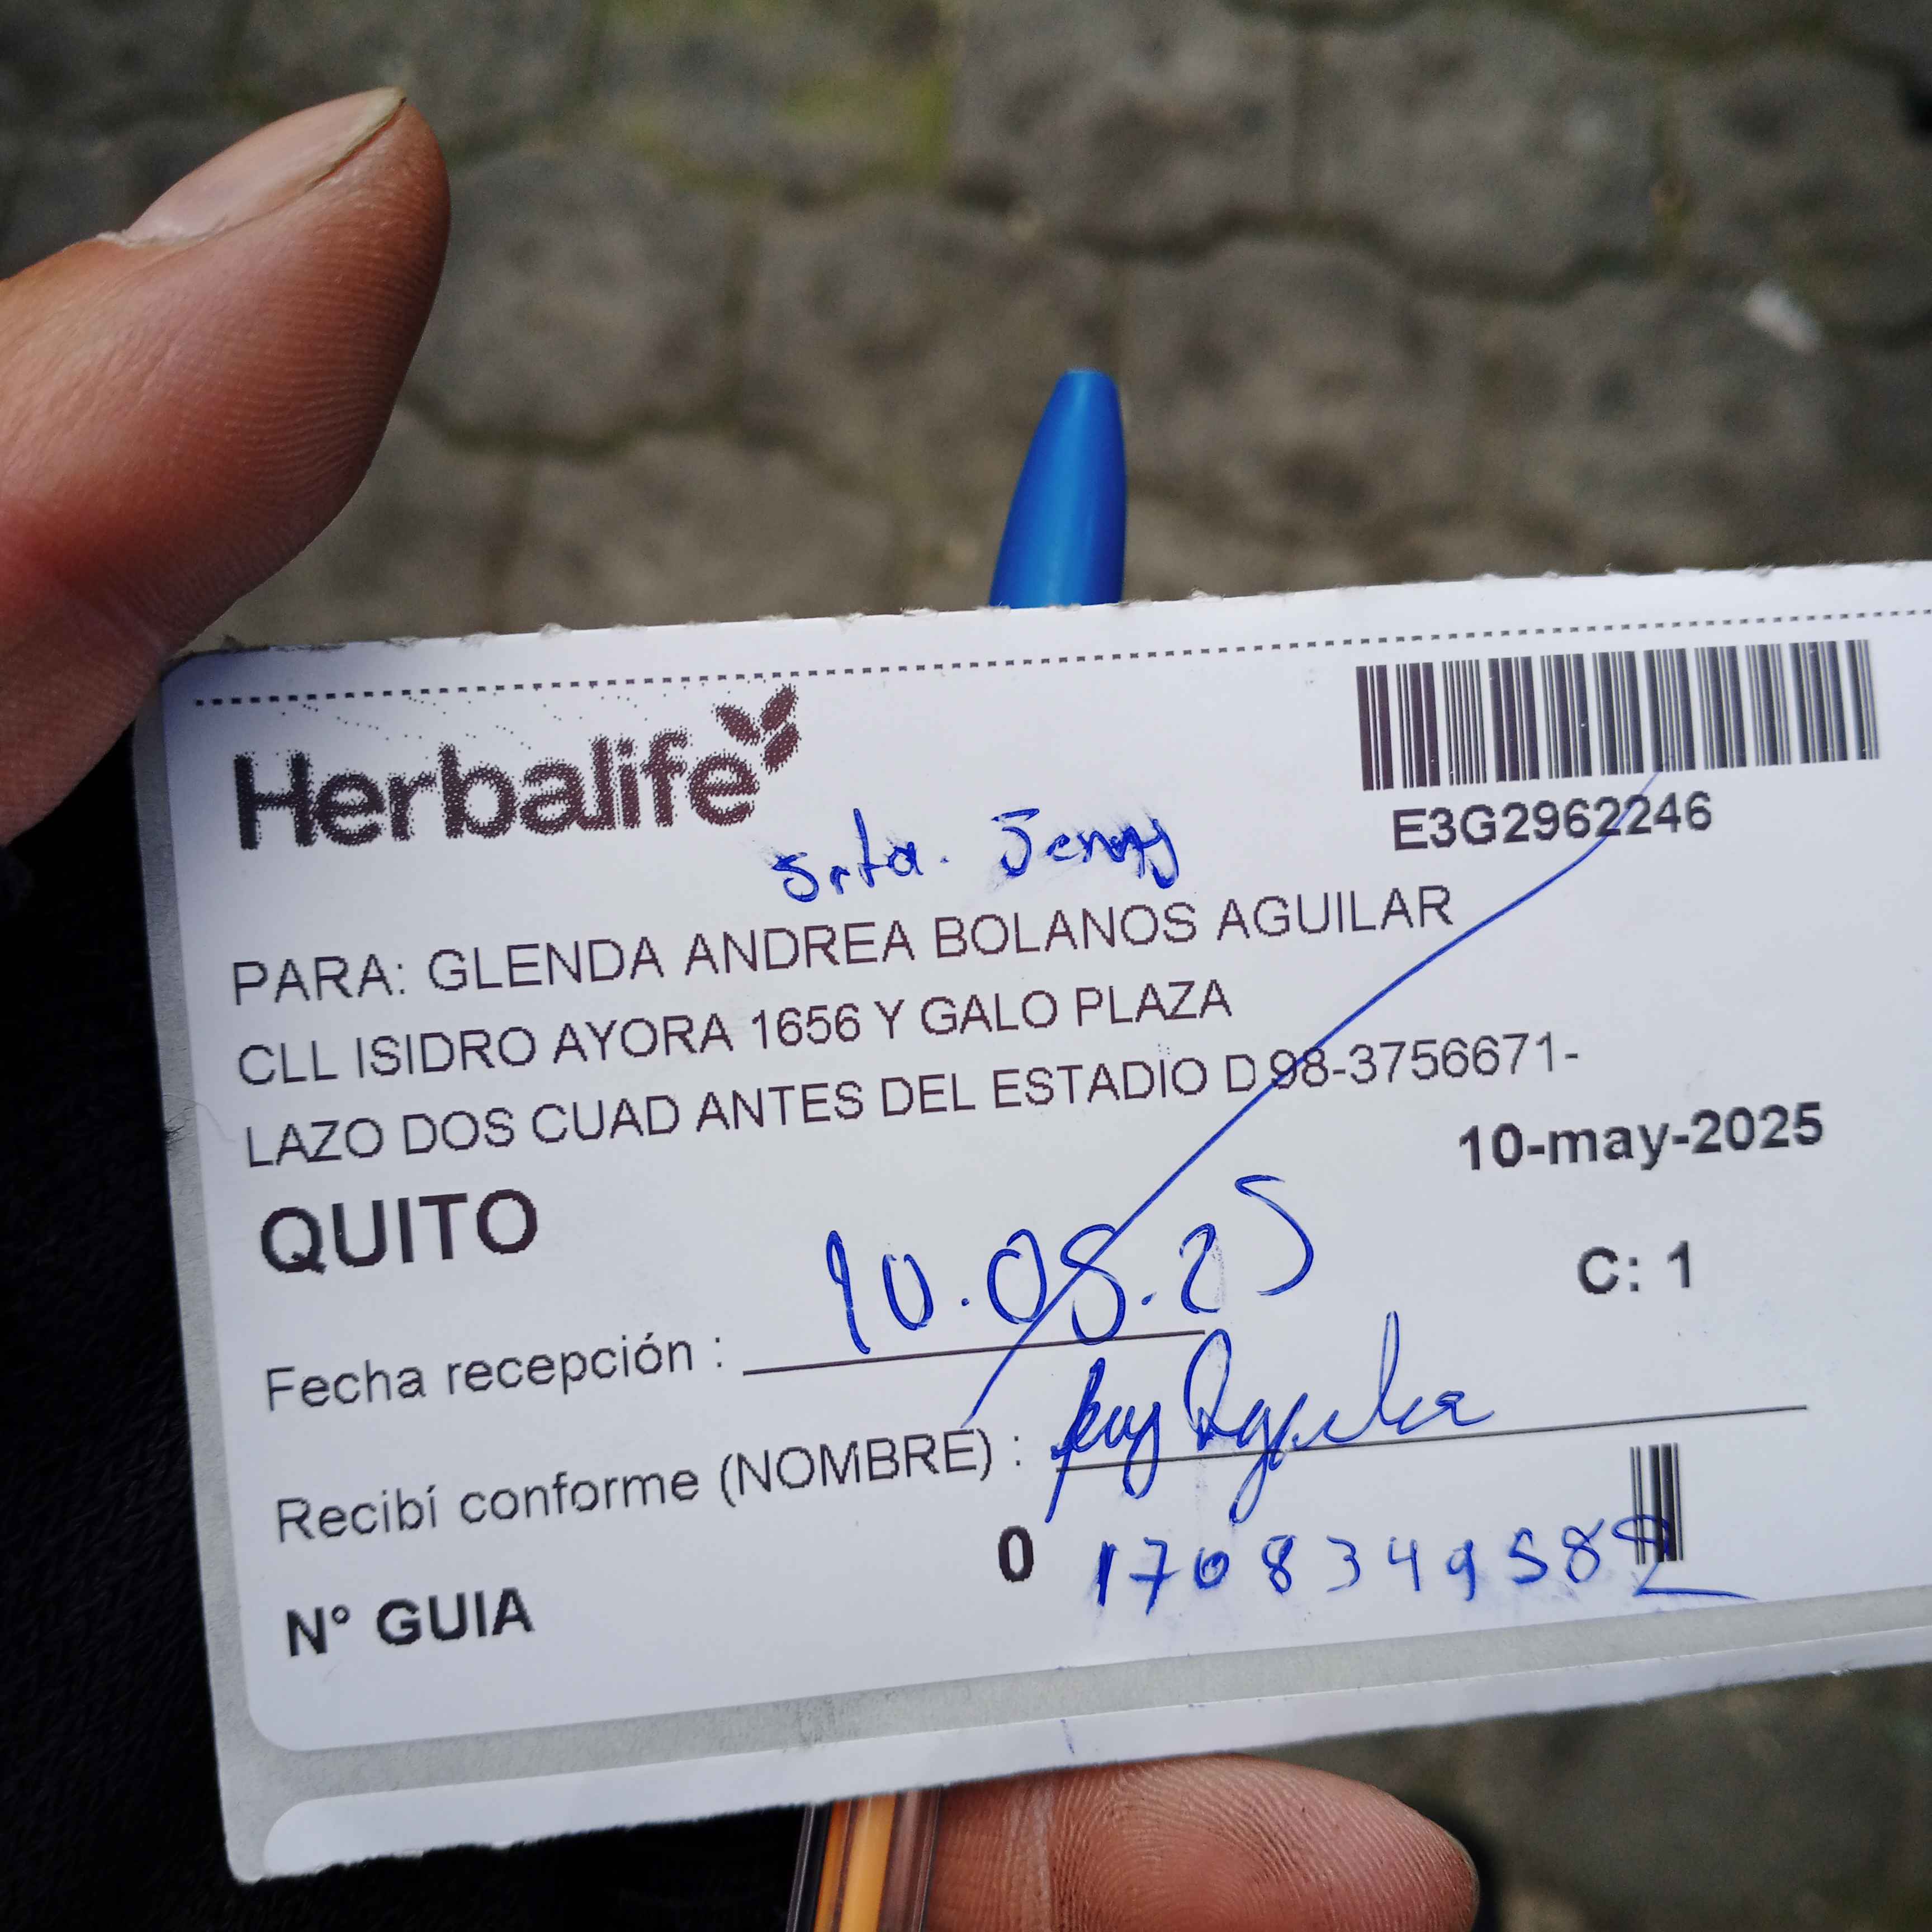 Herbalife
E3G2962246
Srta. Jenny
PARA: GLENDA ANDREA BOLANOS AGUILAR
CLL ISIDRO AYORA 1656 Y GALO PLAZA
LAZO DOS CUAD ANTES DEL ESTADIO D 98-3756671-
10-may-2025
QUITO
C: 1
Fecha recepción : 10.05.25
Recibí conforme (NOMBRE) :
N° GUIA 0